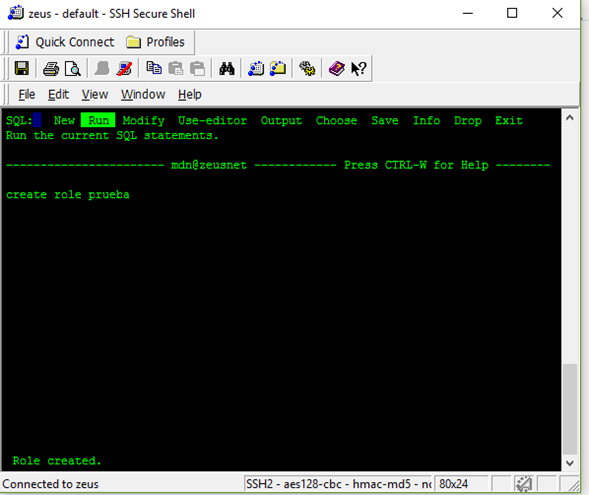 zeus - default - SSH Secure Shell
Quick Connect Profiles
File Edit View Window Help
SQL: New Run Modify Use-editor Output Choose Save Info Drop Exit
Run the current SQL statements.
----------------------- mdn@zeusnet ------------ Press CTRL-W for Help --------
create role prueba
Role created.
Connected to zeus SSH2 - aes128-cbc - hmac-md5 - 80x24